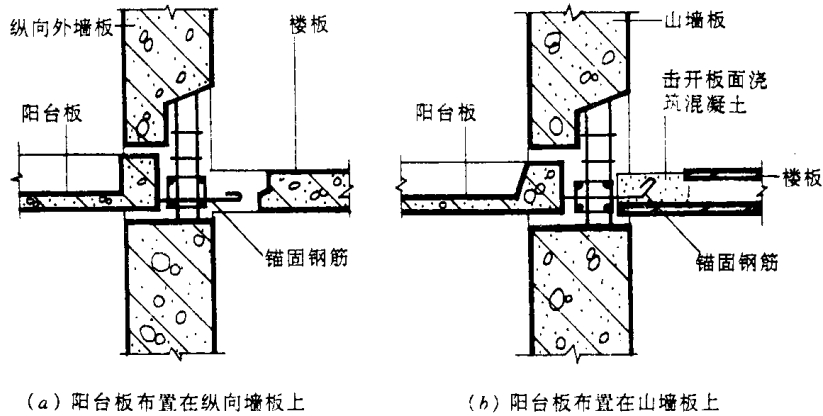 纵向外墙板
楼板
阳台板
锚固钢筋
(a) 阳台板布置在纵向墙板上
山墙板
击开板面浇
筑混凝土
阳台板
楼板
锚固钢筋
(b) 阳台板布置在山墙板上